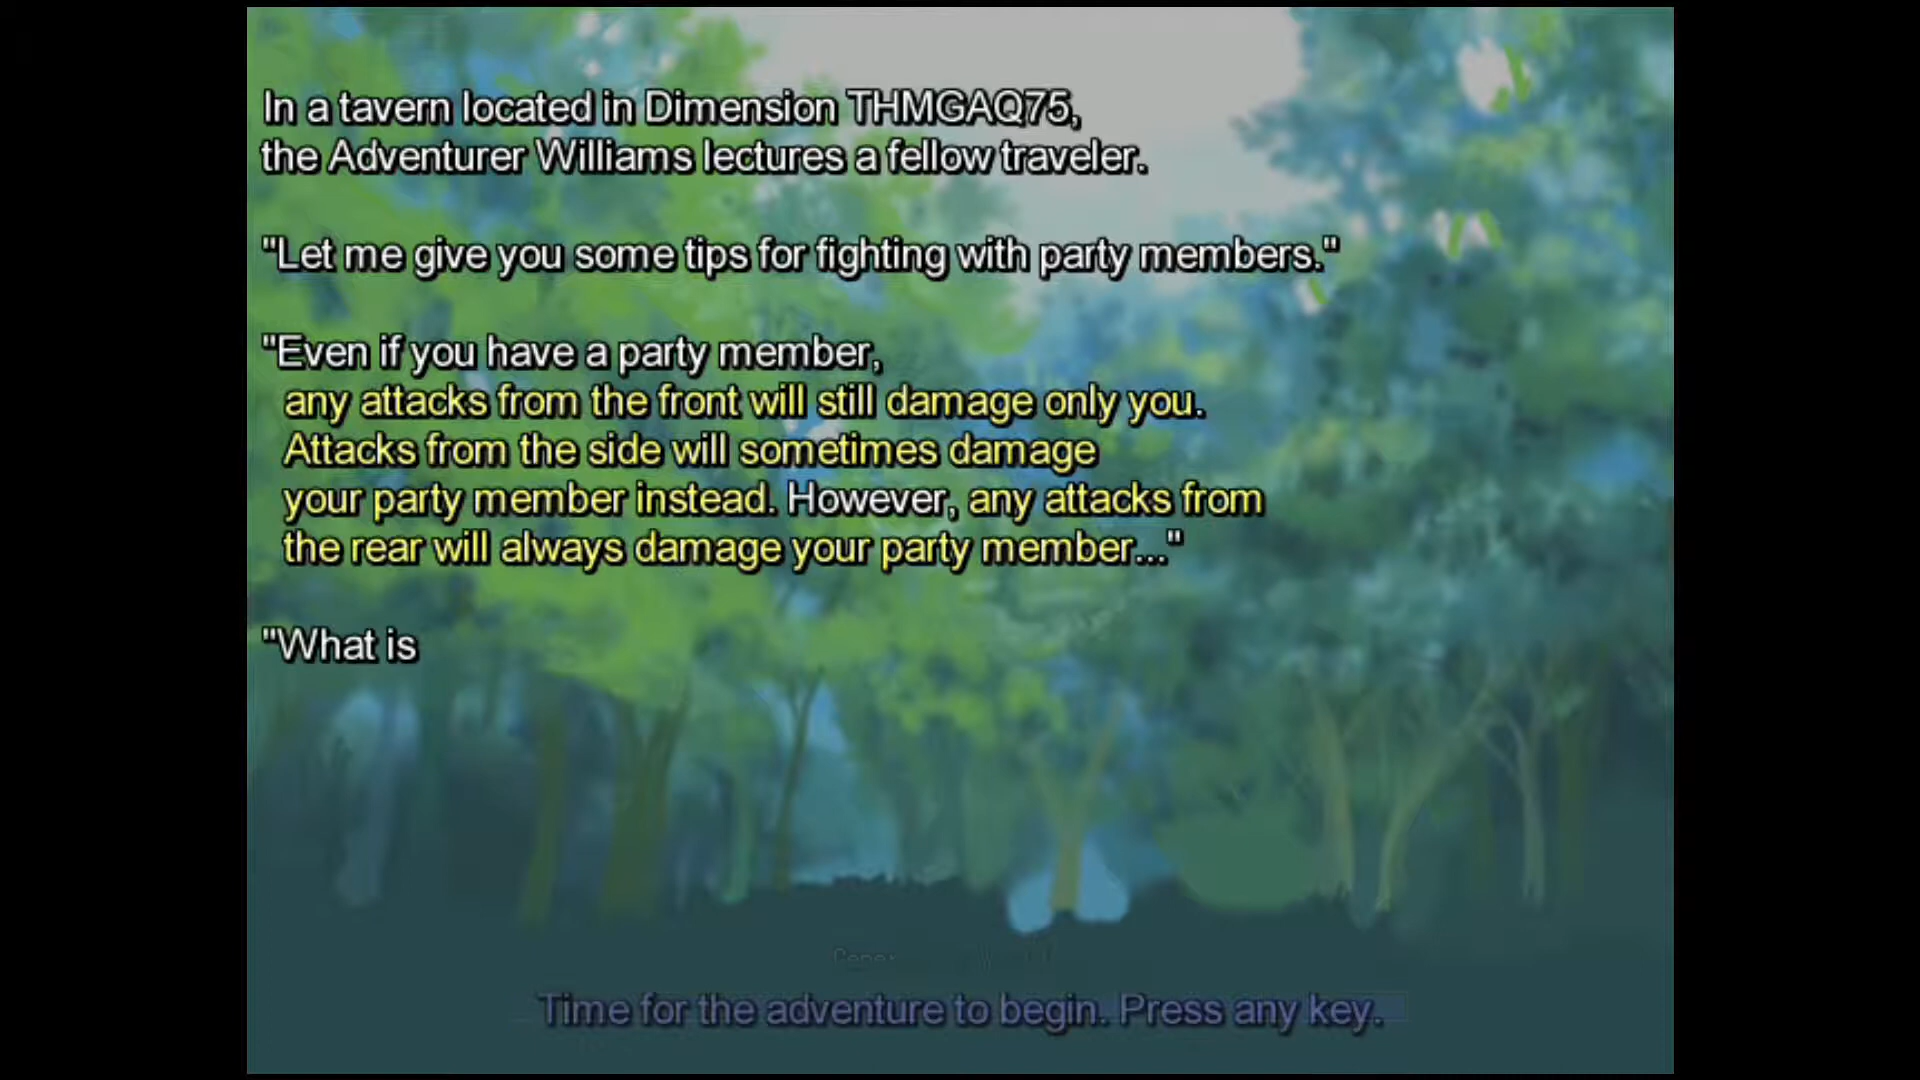 In a tavern located in Dimension THMGAQ75,
the Adventurer Williams lectures a fellow traveler.
"Let me give you some tips for fighting with party members."
"Even if you have a party member,
any attacks from the front will still damage only you.
Attacks from the side will sometimes damage
your party member instead. However, any attacks from
the rear will always damage your party member..."
"What is
Time for the adventure to begin. Press any key.